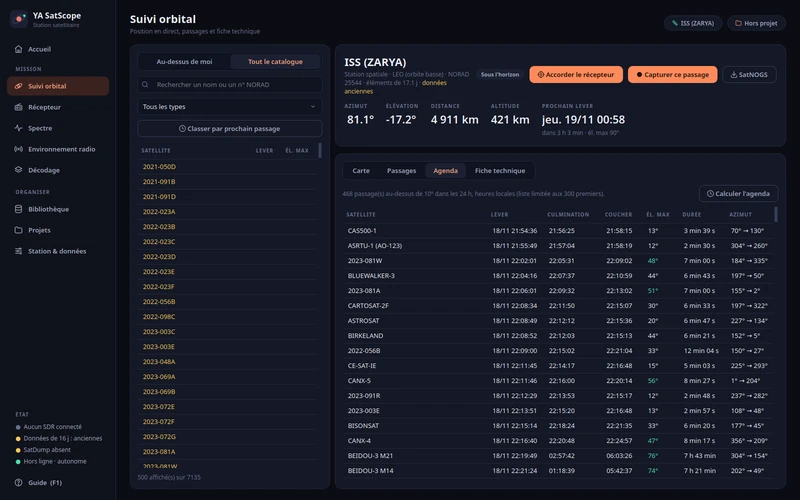 YA SatScope
Station satellitaire
Accueil
MISSION
Suivi orbital
Récepteur
Spectre
Environnement radio
Décodage
ORGANISER
Bibliothèque
Projets
Station & données
ÉTAT
Aucun SDR connecté
Données de 16 j : anciennes
SatDump absent
Hors ligne · autonome
Guide (F1)
Suivi orbital
Position en direct, passages et fiche technique
ISS (ZARYA)
Hors projet
Au-dessus de moi
Tout le catalogue
Rechercher un nom ou un n° NORAD
Tous les types
Classer par prochain passage
SATELLITE LEVER ÉL. MAX
2021-050D
2021-091B
2021-091D
2022-023A
2022-023B
2022-023C
2022-023D
2022-023E
2022-023F
2022-056B
2022-098C
2023-003C
2023-003E
2023-048A
2023-069A
2023-069B
2023-072E
2023-072F
2023-072G
2023-081A
2023-081W
500 affiché(s) sur 7135
ISS (ZARYA)
Station spatiale · LEO (orbite basse) · NORAD
25544 · éléments de 17.1 j · données
anciennes
Sous l'horizon
Accorder le récepteur
Capturer ce passage
SatNOGS
AZIMUT ÉLÉVATION DISTANCE ALTITUDE PROCHAIN LEVER
81.1° -17.2° 4 911 km 421 km jeu. 19/11 00:58
dans 3 h 3 min · él. max 90°
Carte Passages Agenda Fiche technique
468 passage(s) au-dessus de 10° dans les 24 h, heures locales (liste limitée aux 300 premiers).
Calculer l'agenda
SATELLITE LEVER CULMINATION COUCHER ÉL. MAX DURÉE AZIMUT
CAS500-1 18/11 21:54:36 21:56:25 21:58:15 13° 3 min 39 s 70° → 130°
ASRTU-1 (AO-123) 18/11 21:55:49 21:57:04 21:58:19 12° 2 min 30 s 304° → 260°
2023-081W 18/11 22:02:01 22:05:31 22:09:02 48° 7 min 00 s 184° → 335°
BLUEWALKER-3 18/11 22:04:16 22:07:37 22:10:59 44° 6 min 43 s 197° → 50°
2023-081A 18/11 22:06:01 22:09:32 22:13:02 51° 7 min 00 s 155° → 2°
CARTOSAT-2F 18/11 22:08:34 22:11:50 22:15:07 30° 6 min 33 s 197° → 322°
ASTROSAT 18/11 22:08:49 22:12:12 22:15:36 20° 6 min 47 s 227° → 134°
BIRKELAND 18/11 22:08:52 22:12:03 22:15:13 44° 6 min 21 s 152° → 5°
2022-056B 18/11 22:09:00 22:15:02 22:21:04 33° 12 min 04 s 150° → 27°
CE-SAT-IE 18/11 22:11:45 22:14:17 22:16:48 15° 5 min 03 s 225° → 293°
CANX-5 18/11 22:11:46 22:16:00 22:20:14 56° 8 min 27 s 1° → 204°
2023-091R 18/11 22:12:29 22:13:53 22:15:17 12° 2 min 48 s 237° → 282°
2023-003E 18/11 22:13:51 22:15:20 22:16:48 13° 2 min 57 s 108° → 48°
BISONSAT 18/11 22:15:14 22:18:24 22:21:35 33° 6 min 20 s 177° → 45°
CANX-4 18/11 22:16:40 22:20:48 22:24:57 47° 8 min 17 s 356° → 209°
BEIDOU-3 M21 18/11 22:19:49 02:57:42 06:03:26 76° 7 h 43 min 304° → 154°
BEIDOU-3 M14 18/11 22:21:24 01:18:39 05:42:37 74° 7 h 21 min 202° → 49°